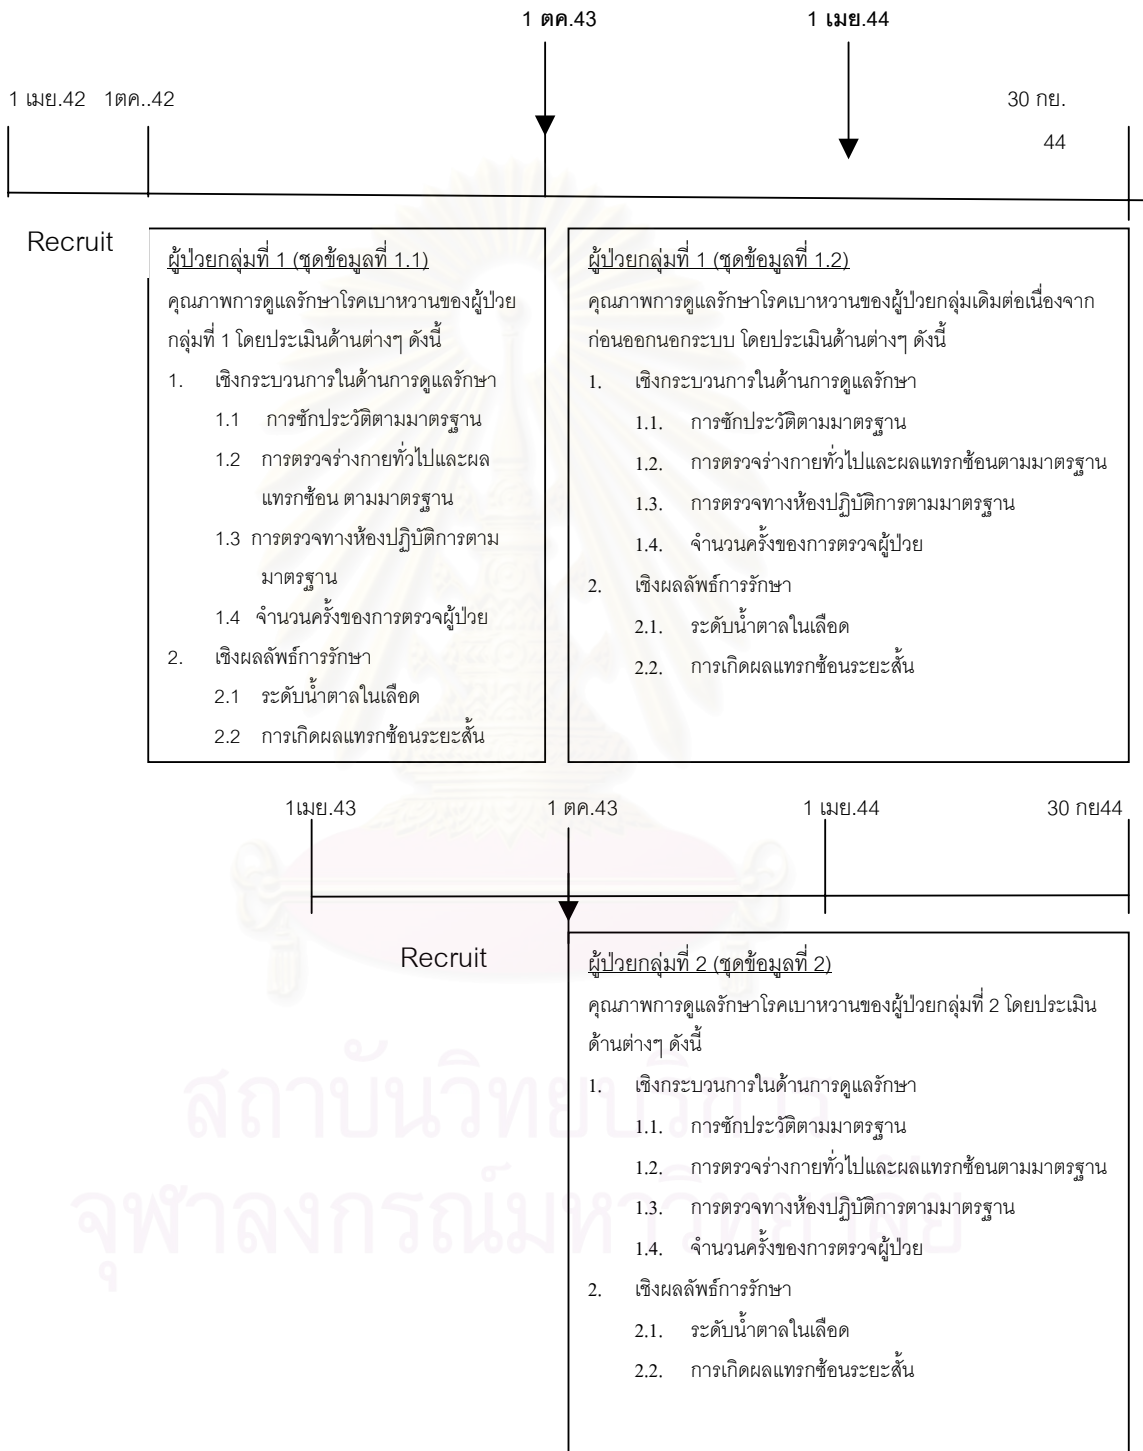 1 ตค.43 1 เมย.44
1 เมย.42 1ตค..42 30 กย.
44
Recruit
ผู้ป่วยกลุ่มที่ 1 (ชุดข้อมูลที่ 1.1)
คุณภาพการดูแลรักษาโรคเบาหวานของผู้ป่วย
กลุ่มที่ 1 โดยประเมินด้านต่างๆ ดังนี้
1. เชิงกระบวนการในด้านการดูแลรักษา
1.1 การซักประวัติตามมาตรฐาน
1.2 การตรวจร่างกายทั่วไปและผล
แทรกซ้อน ตามมาตรฐาน
1.3 การตรวจทางห้องปฏิบัติการตาม
มาตรฐาน
1.4 จำนวนครั้งของการตรวจผู้ป่วย
2. เชิงผลลัพธ์การรักษา
2.1 ระดับน้ำตาลในเลือด
2.2 การเกิดผลแทรกซ้อนระยะสั้น
ผู้ป่วยกลุ่มที่ 1 (ชุดข้อมูลที่ 1.2)
คุณภาพการดูแลรักษาโรคเบาหวานของผู้ป่วยกลุ่มเดิมต่อเนื่องจาก
ก่อนออกนอกระบบ โดยประเมินด้านต่างๆ ดังนี้
1. เชิงกระบวนการในด้านการดูแลรักษา
1.1. การซักประวัติตามมาตรฐาน
1.2. การตรวจร่างกายทั่วไปและผลแทรกซ้อนตามมาตรฐาน
1.3. การตรวจทางห้องปฏิบัติการตามมาตรฐาน
1.4. จำนวนครั้งของการตรวจผู้ป่วย
2. เชิงผลลัพธ์การรักษา
2.1. ระดับน้ำตาลในเลือด
2.2. การเกิดผลแทรกซ้อนระยะสั้น
1เมย.43 1 ตค.43 1 เมย.44 30 กย44
Recruit
ผู้ป่วยกลุ่มที่ 2 (ชุดข้อมูลที่ 2)
คุณภาพการดูแลรักษาโรคเบาหวานของผู้ป่วยกลุ่มที่ 2 โดยประเมิน
ด้านต่างๆ ดังนี้
1. เชิงกระบวนการในด้านการดูแลรักษา
1.1. การซักประวัติตามมาตรฐาน
1.2. การตรวจร่างกายทั่วไปและผลแทรกซ้อนตามมาตรฐาน
1.3. การตรวจทางห้องปฏิบัติการตามมาตรฐาน
1.4. จำนวนครั้งของการตรวจผู้ป่วย
2. เชิงผลลัพธ์การรักษา
2.1. ระดับน้ำตาลในเลือด
2.2. การเกิดผลแทรกซ้อนระยะสั้น
สถาบันวิทยบริการ
จุฬาลงกรณ์มหาวิทยาลัย